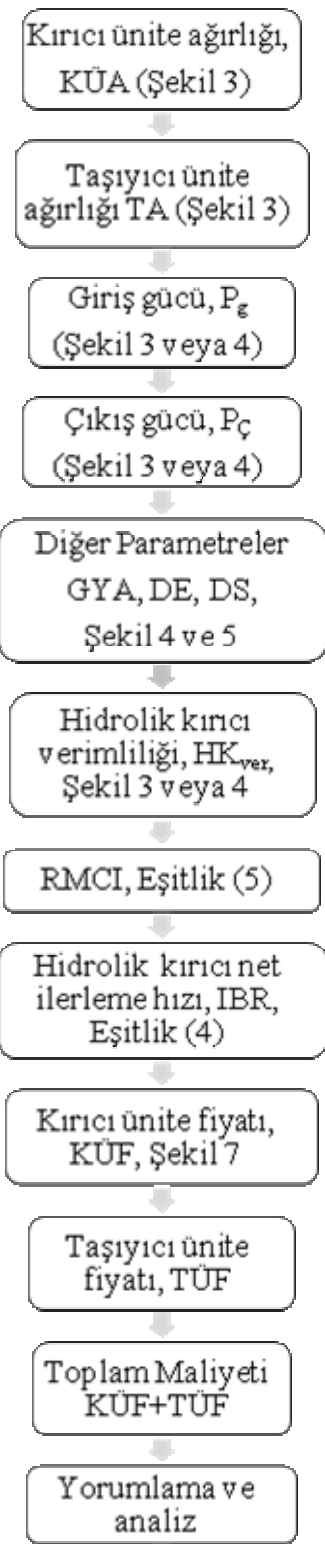 Kırıcı ünite ağırlığı,
KÜA (Şekil 3)
Taşıyıcı ünite
ağırlığı TA (Şekil 3)
Giriş gücü, Pg
(Şekil 3 veya 4)
Çıkış gücü, PÇ
(Şekil 3 veya 4)
Diğer Parametreler
GYA, DE, DS,
Şekil 4 ve 5
Hidrolik kırıcı
verimliliği, HKver,
Şekil 3 veya 4
RMCI, Eşitlik (5)
Hidrolik kırıcı net
ilerleme hızı, IBR,
Eşitlik (4)
Kırıcı ünite fiyatı,
KÜF, Şekil 7
Taşıyıcı ünite
fiyatı, TÜF
Toplam Maliyeti
KÜF+TÜF
Yorumlama ve
analiz